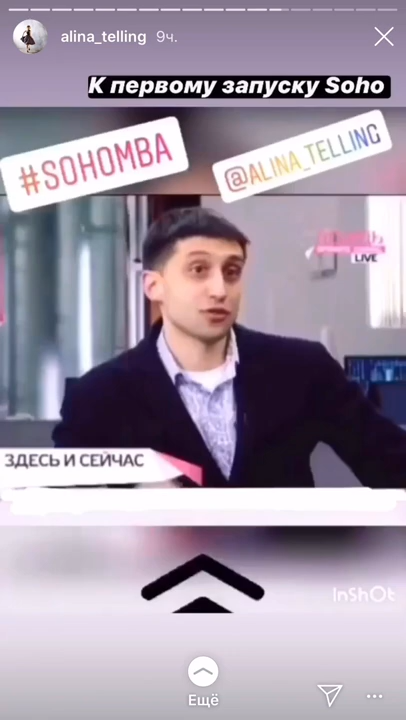 alina_telling 9ч.
К первому запуску Soho
#SOHOMBA
@ALINA_TELLING
LIVE
ЗДЕСЬ И СЕЙЧАС
InShOt
Ещё